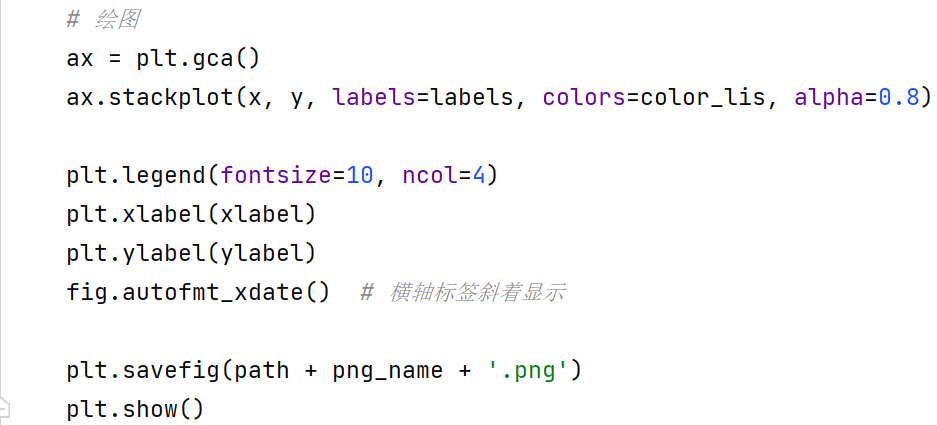 # 绘图
ax = plt.gca()
ax.stackplot(x, y, labels=labels, colors=color_lis, alpha=0.8)
plt.legend(fontsize=10, ncol=4)
plt.xlabel(xlabel)
plt.ylabel(ylabel)
fig.autofmt_xdate()  # 横轴标签斜着显示
plt.savefig(path + png_name + '.png')
plt.show()